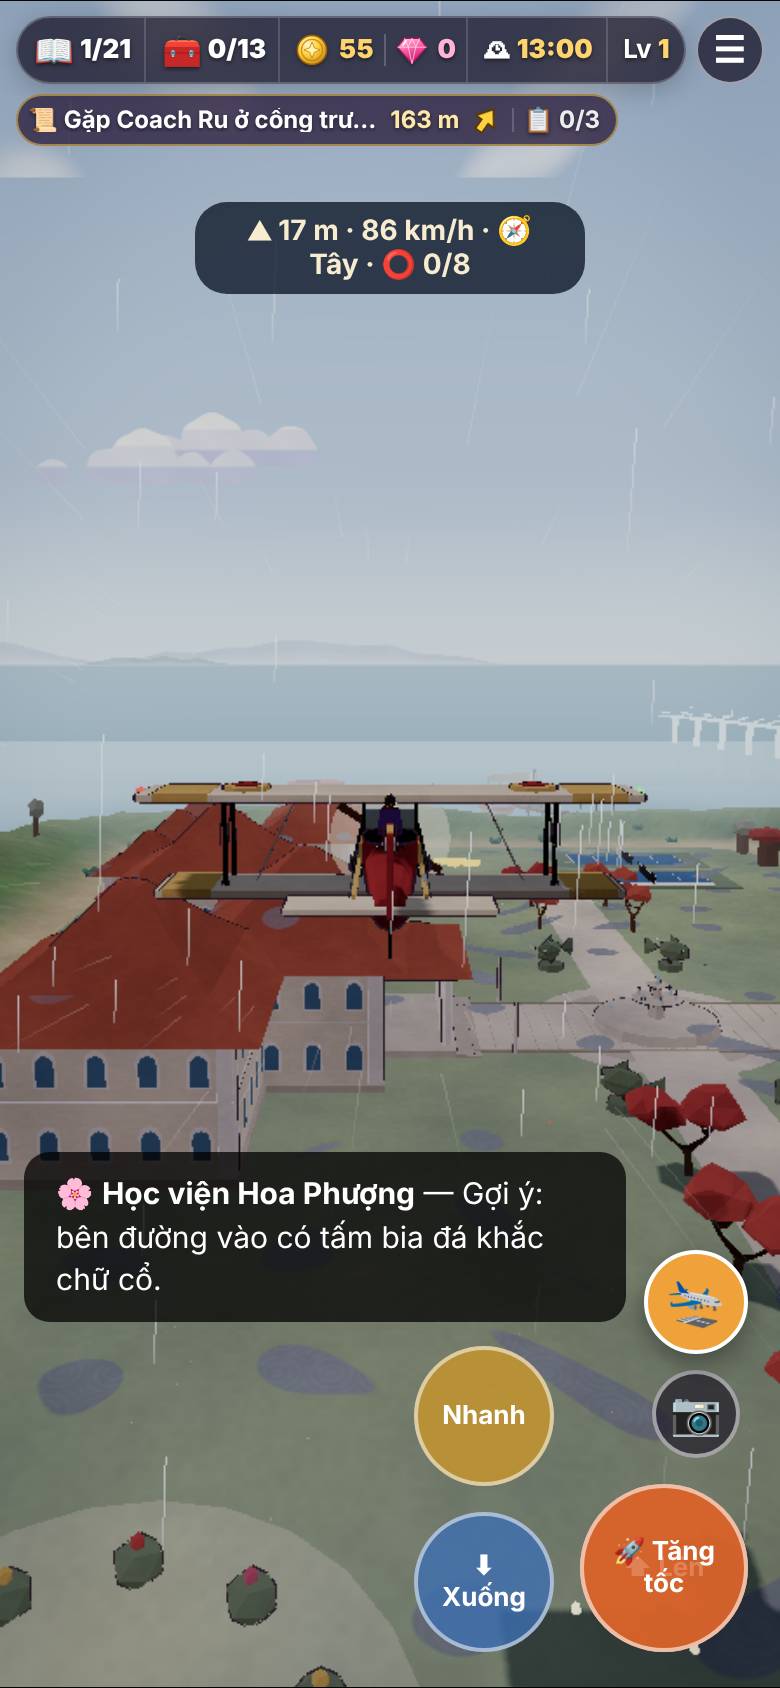 1/21 0/13 55 0 13:00 Lv 1
Gặp Coach Ru ở cổng trư... 163 m 0/3
▲ 17 m · 86 km/h ·
Tây · 0/8
Học viện Hoa Phượng — Gợi ý:
bên đường vào có tấm bia đá khắc
chữ cổ.
Nhanh
⬇
Xuống
Tăng
tốc
Lên